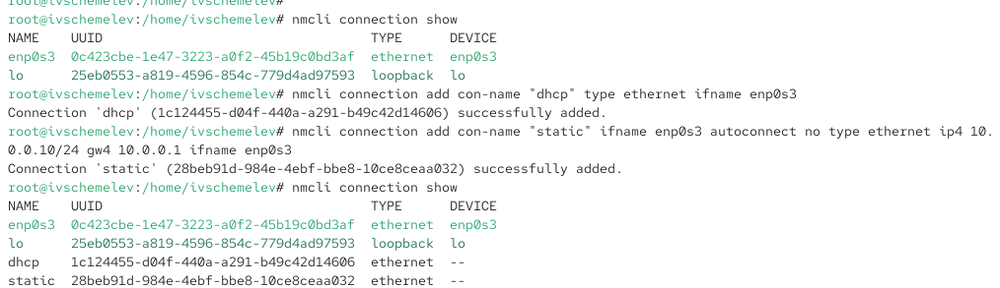 root@ivschemelev:/home/ivschemelev#
root@ivschemelev:/home/ivschemelev# nmcli connection show
NAME    UUID                                  TYPE      DEVICE
enp0s3  0c423cbe-1e47-3223-a0f2-45b19c0bd3af  ethernet  enp0s3
lo      25eb0553-a819-4596-854c-779d4ad97593  loopback  lo
root@ivschemelev:/home/ivschemelev# nmcli connection add con-name "dhcp" type ethernet ifname enp0s3
Connection 'dhcp' (1c124455-d04f-440a-a291-b49c42d14606) successfully added.
root@ivschemelev:/home/ivschemelev# nmcli connection add con-name "static" ifname enp0s3 autoconnect no type ethernet ip4 10.
0.0.10/24 gw4 10.0.0.1 ifname enp0s3
Connection 'static' (28beb91d-984e-4ebf-bbe8-10ce8ceaa032) successfully added.
root@ivschemelev:/home/ivschemelev# nmcli connection show
NAME    UUID                                  TYPE      DEVICE
enp0s3  0c423cbe-1e47-3223-a0f2-45b19c0bd3af  ethernet  enp0s3
lo      25eb0553-a819-4596-854c-779d4ad97593  loopback  lo
dhcp    1c124455-d04f-440a-a291-b49c42d14606  ethernet  --
static  28beb91d-984e-4ebf-bbe8-10ce8ceaa032  ethernet  --